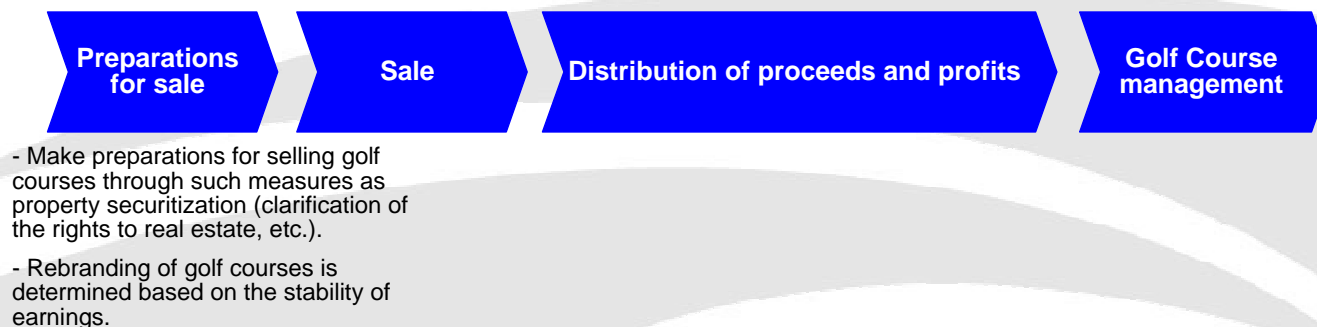 Preparations
for sale
Sale
Distribution of proceeds and profits
Golf Course
management
- Make preparations for selling golf
courses through such measures as
property securitization (clarification of
the rights to real estate, etc.).
- Rebranding of golf courses is
determined based on the stability of
earnings.